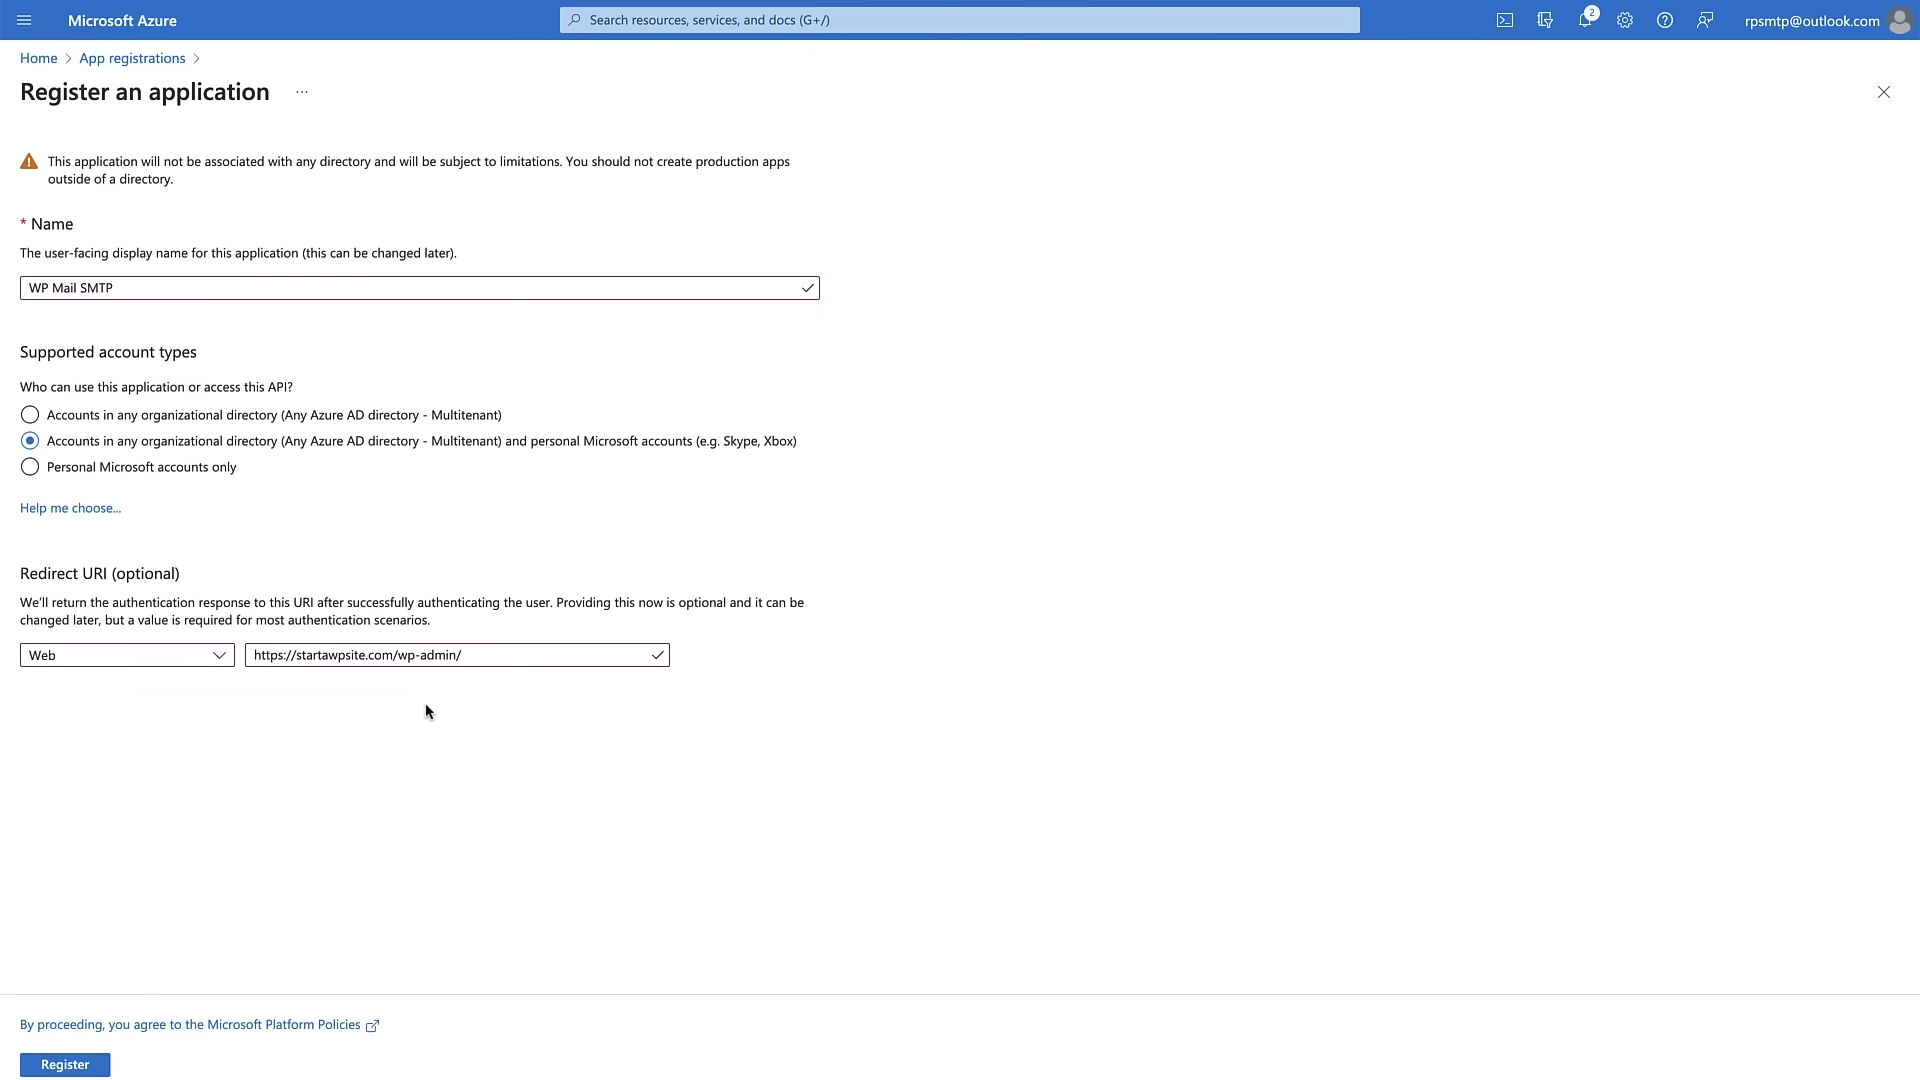 Microsoft Azure
Search resources, services, and docs (G+/)
2
rpsmtp@outlook.com
Home > App registrations >
Register an application ...
This application will not be associated with any directory and will be subject to limitations. You should not create production apps
outside of a directory.
* Name
The user-facing display name for this application (this can be changed later).
WP Mail SMTP
Supported account types
Who can use this application or access this API?
Accounts in any organizational directory (Any Azure AD directory - Multitenant)
Accounts in any organizational directory (Any Azure AD directory - Multitenant) and personal Microsoft accounts (e.g. Skype, Xbox)
Personal Microsoft accounts only
Help me choose...
Redirect URI (optional)
We'll return the authentication response to this URI after successfully authenticating the user. Providing this now is optional and it can be
changed later, but a value is required for most authentication scenarios.
Web
https://startawpsite.com/wp-admin/
By proceeding, you agree to the Microsoft Platform Policies
Register